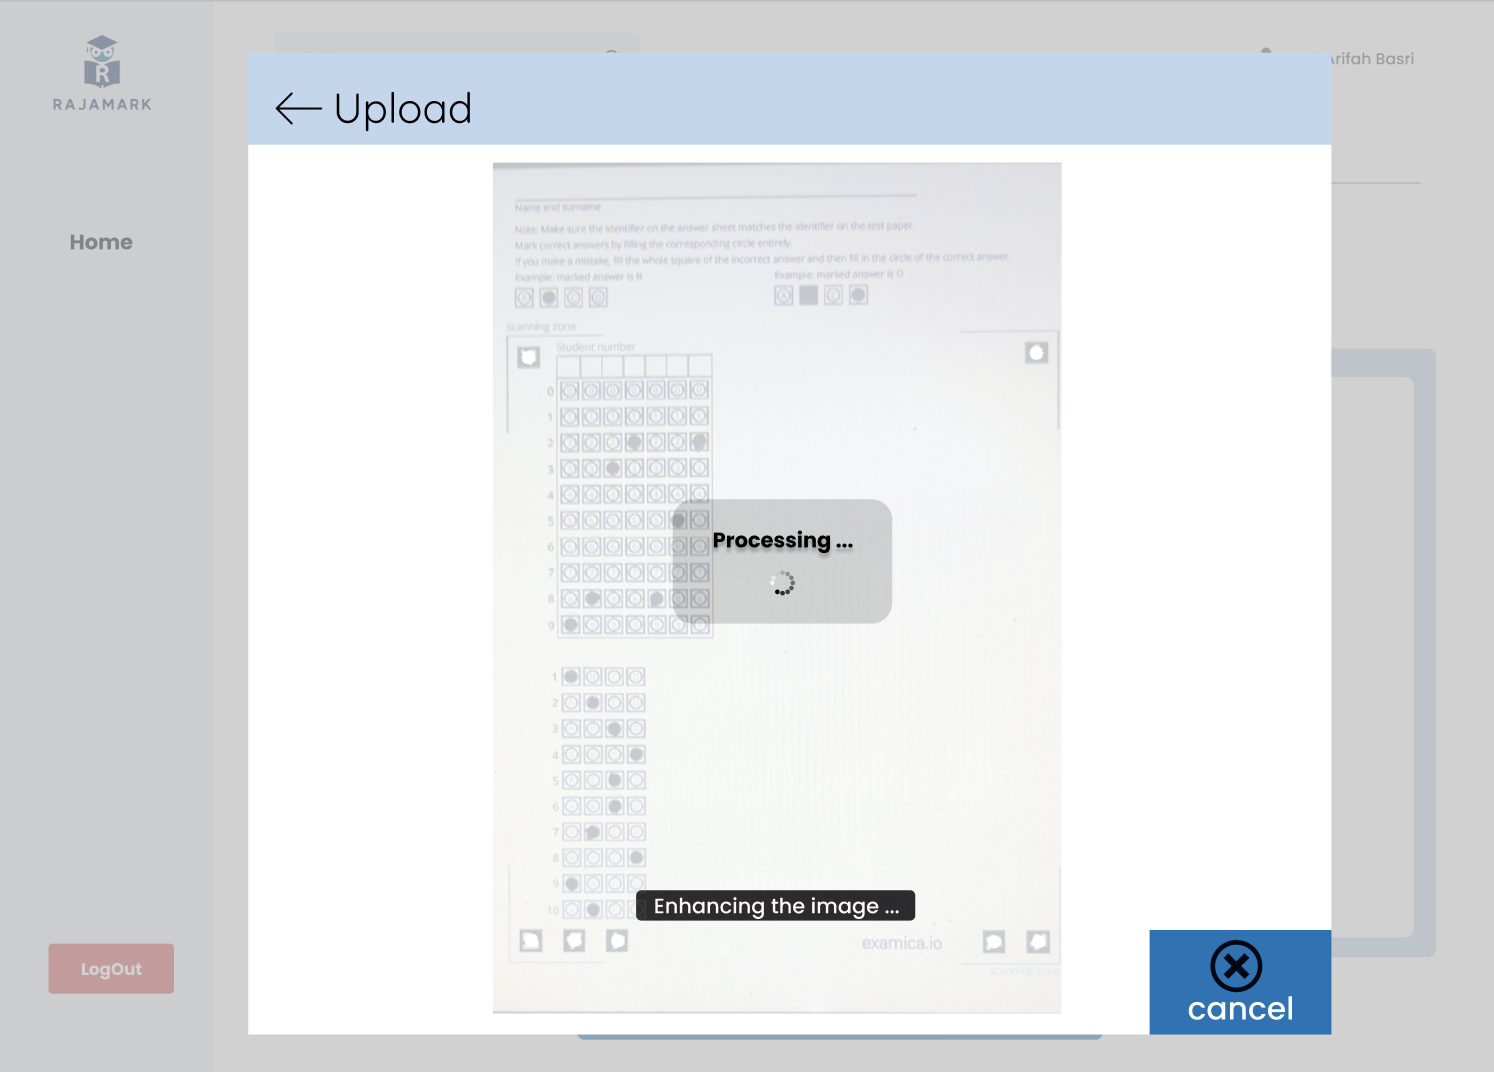 R
RAJAMARK
Arifah Basri
Upload
Home
Name and surname
Note: Make sure the identifier on the answer sheet matches the identifier on the test paper.
Mark correct answers by filling the corresponding circle entirely.
If you make a mistake, fill the whole square of the incorrect answer and then fill in the circle of the correct answer.
Example: marked answer is B
Example: marked answer is D
scanning zone
Student number
0
1
2
3
4
5
6
7
8
9
Processing ...
1
2
3
4
5
6
7
8
9
10
Enhancing the image ...
examica.io
scanning zone
LogOut
cancel